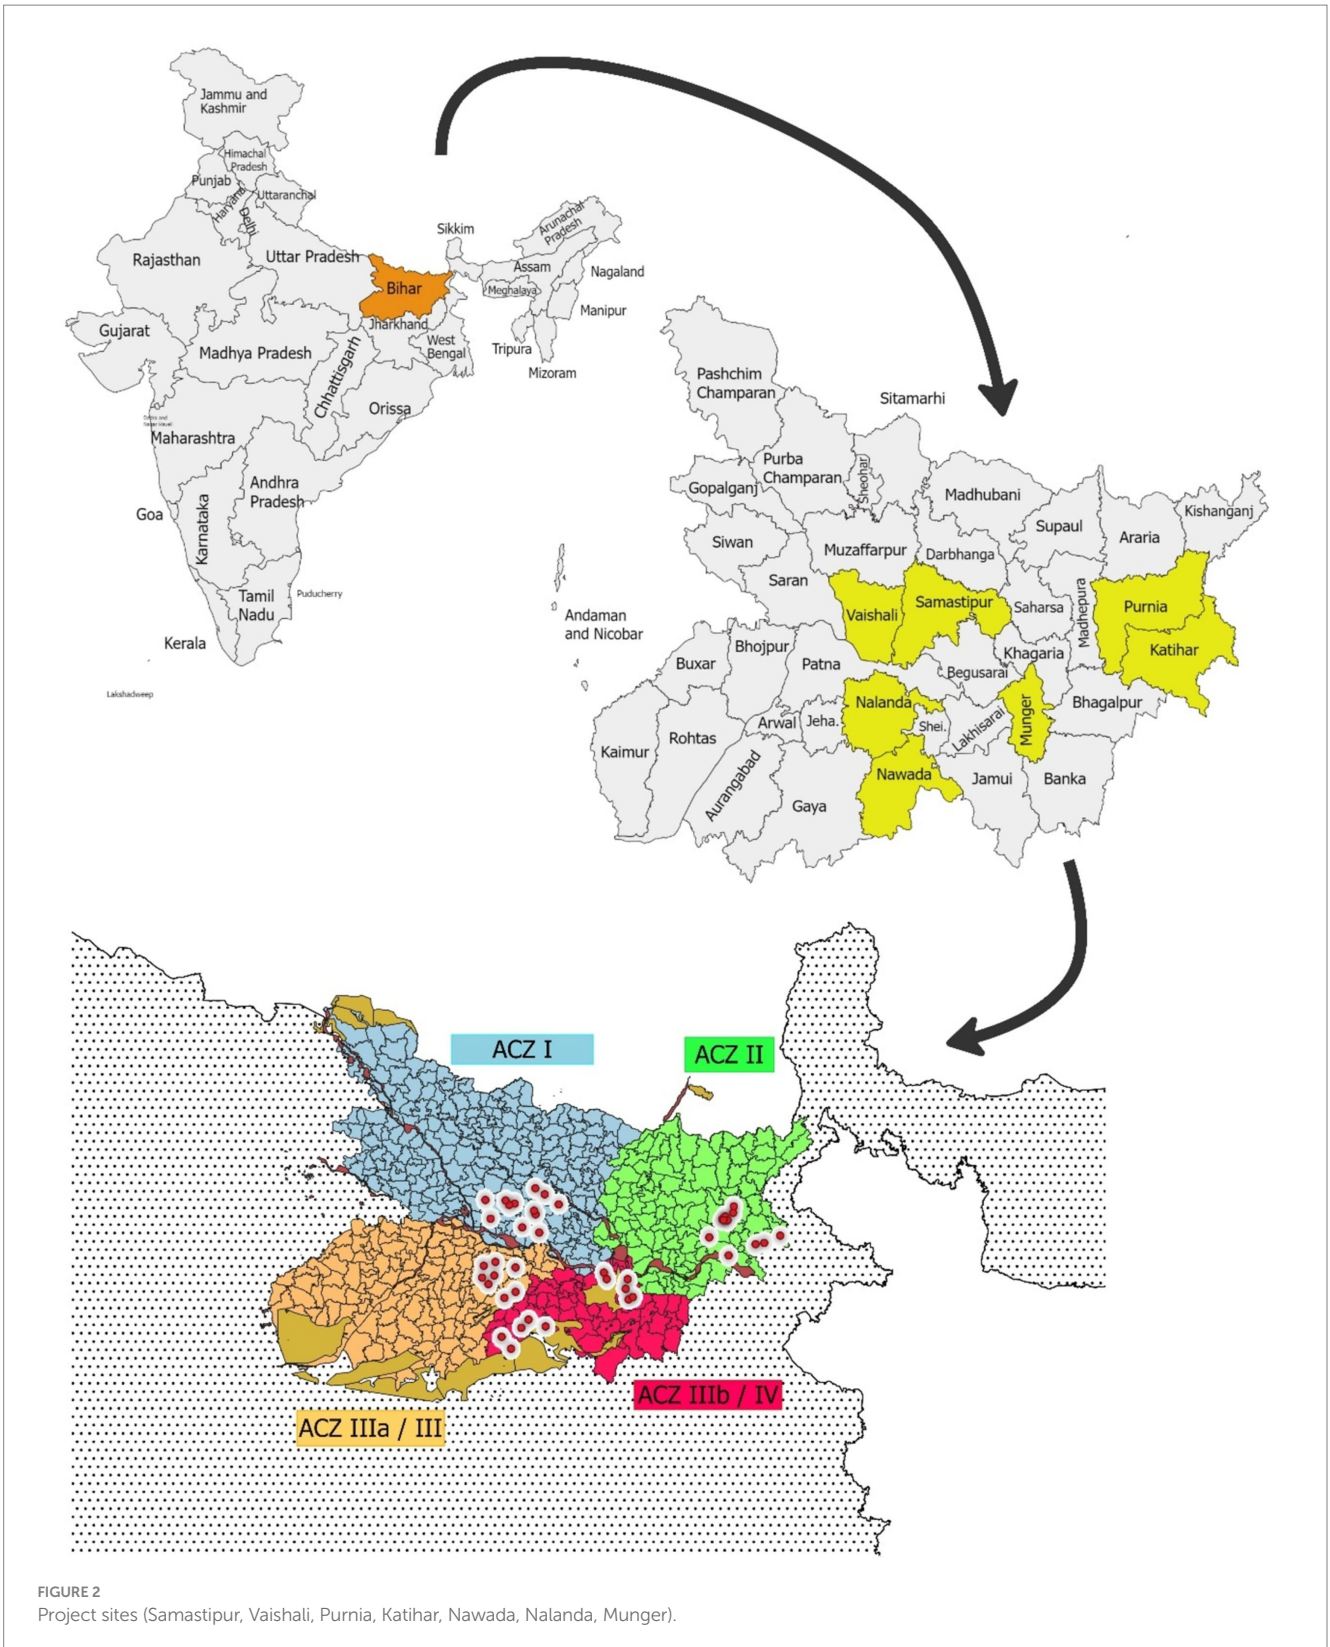 Jammu and
Kashmir
Himachal
Pradesh
Punjab
Uttaranchal
Haryana
Delhi
Rajasthan
Uttar Pradesh
Bihar
Sikkim
Arunachal
Pradesh
Assam
Nagaland
Meghalaya
Manipur
Tripura
Mizoram
Gujarat
Madhya Pradesh
Jharkhand
West
Bengal
Chhattisgarh
Orissa
Maharashtra
Andhra
Pradesh
Goa
Karnataka
Tamil
Nadu
Puducherry
Kerala
Lakshadweep
Andaman
and Nicobar
Pashchim
Champaran
Sitamarhi
Purba
Champaran
Sheohar
Gopalganj
Madhubani
Kishanganj
Supaul
Araria
Siwan
Muzaffarpur
Darbhanga
Saran
Vaishali
Samastipur
Saharsa
Madhepura
Purnia
Katihar
Khagaria
Bhojpur
Buxar
Patna
Begusarai
Nalanda
Bhagalpur
Munger
Lakhisarai
Shei.
Arwal
Jeha.
Rohtas
Kaimur
Aurangabad
Nawada
Jamui
Banka
Gaya
ACZ I
ACZ II
ACZ IIIb / IV
ACZ IIIa / III
FIGURE 2
Project sites (Samastipur, Vaishali, Purnia, Katihar, Nawada, Nalanda, Munger).